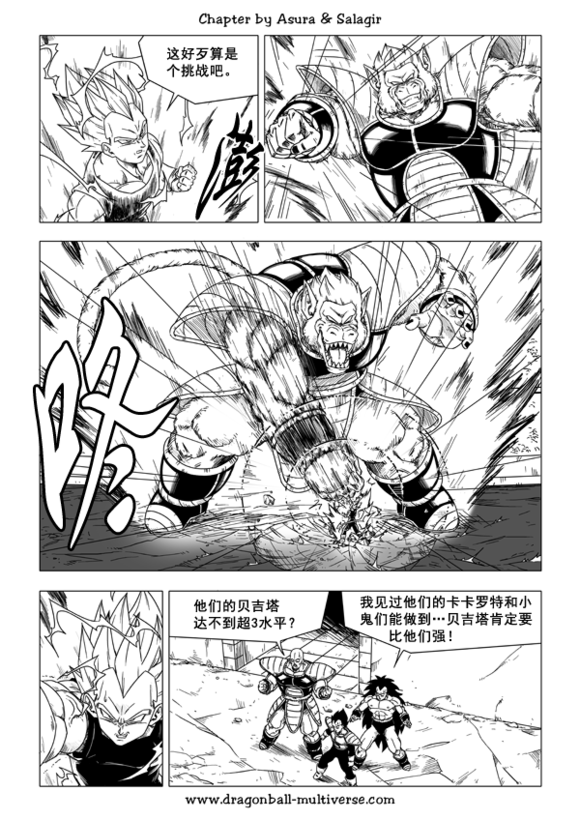 Chapter by Asura & Salagir
这好歹算是
个挑战吧。
澎
咋
他们的贝吉塔
达不到超3水平？
我见过他们的卡卡罗特和小
鬼们能做到…贝吉塔肯定要
比他们强！
www.dragonball-multiverse.com